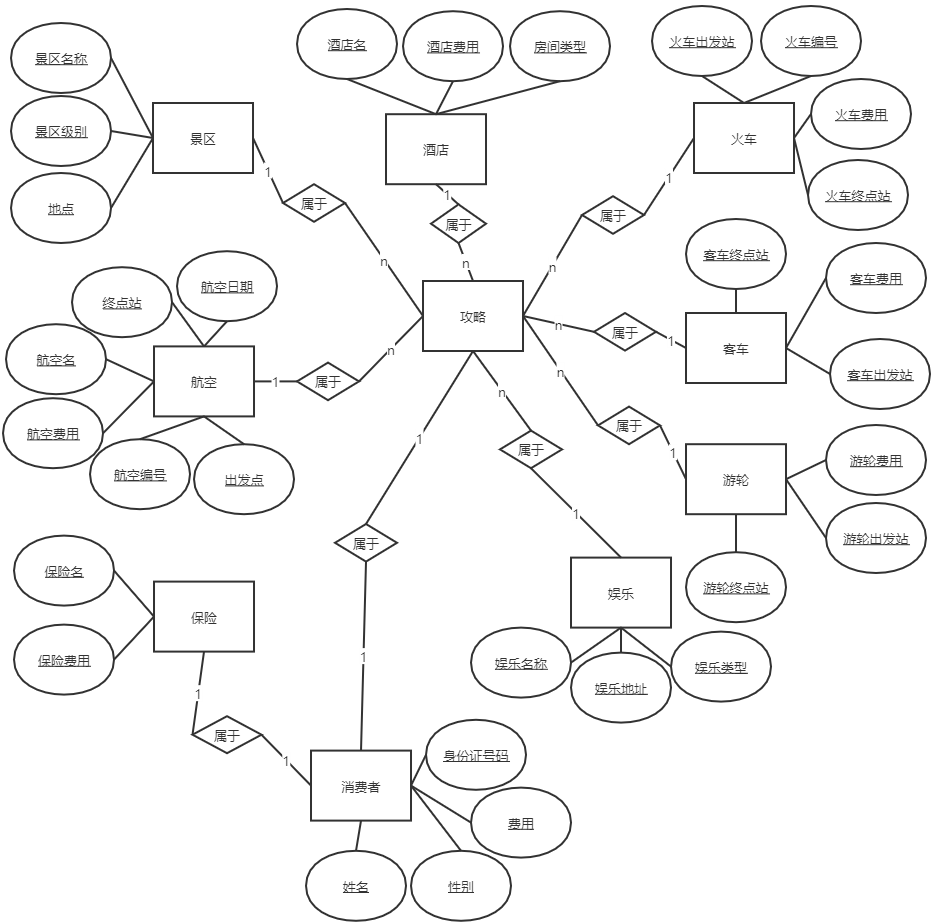 景区名称
景区级别
地点
景区
1
属于
n
酒店名
酒店费用
房间类型
酒店
1
属于
n
火车出发站
火车编号
火车费用
火车终点站
火车
1
属于
n
客车终点站
客车费用
客车出发站
客车
1
属于
n
攻略
终点站
航空日期
航空名
航空费用
航空编号
出发点
航空
1
属于
n
n
属于
1
游轮
游轮费用
游轮出发站
游轮终点站
n
属于
1
娱乐
娱乐名称
娱乐地址
娱乐类型
1
属于
1
保险名
保险费用
保险
1
属于
1
消费者
身份证号码
费用
姓名
性别